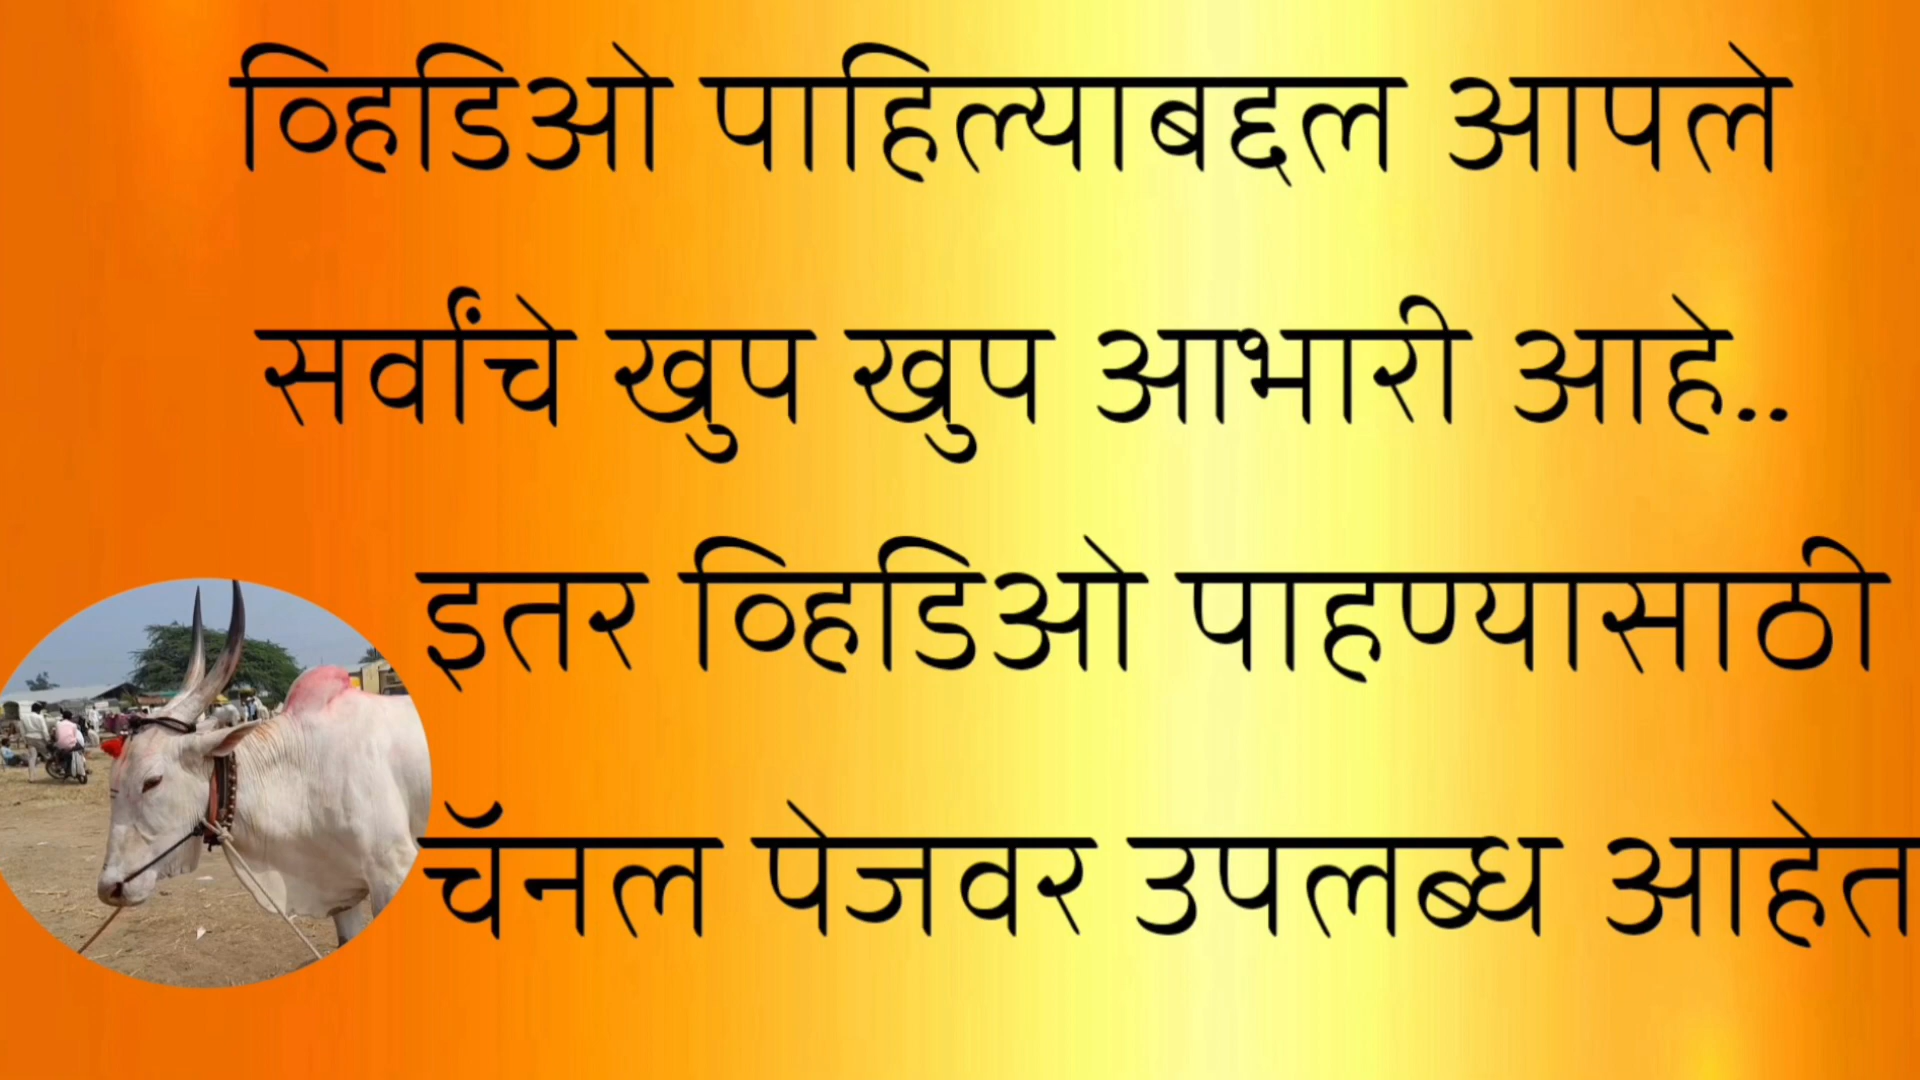 व्हिडिओ पाहिल्याबद्दल आपले
सर्वांचे खुप खुप आभारी आहे..
इतर व्हिडिओ पाहण्यासाठी
चॅनल पेजवर उपलब्ध आहेत